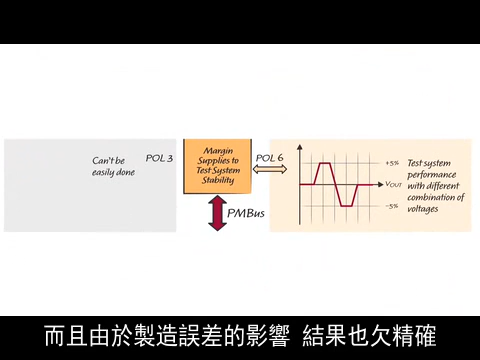 Can't be
easily done
POL 3
Margin
Supplies to
Test System
Stability
POL 6
PMBus
+5%
VOUT
-5%
Test system
performance
with different
combination of
voltages
而且由於製造誤差的影響 結果也欠精確